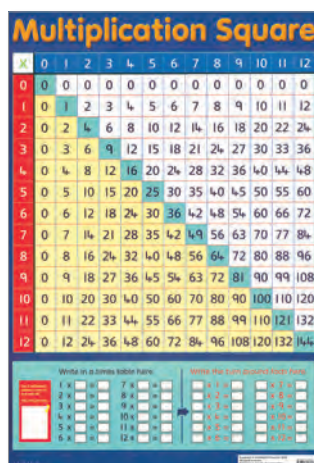 Multiplication Square
X 0 1 2 3 4 5 6 7 8 9 10 11 12
0 0 0 0 0 0 0 0 0 0 0 0 0 0
1 0 1 2 3 4 5 6 7 8 9 10 11 12
2 0 2 4 6 8 10 12 14 16 18 20 22 24
3 0 3 6 9 12 15 18 21 24 27 30 33 36
4 0 4 8 12 16 20 24 28 32 36 40 44 48
5 0 5 10 15 20 25 30 35 40 45 50 55 60
6 0 6 12 18 24 30 36 42 48 54 60 66 72
7 0 7 14 21 28 35 42 49 56 63 70 77 84
8 0 8 16 24 32 40 48 56 64 72 80 88 96
9 0 9 18 27 36 45 54 63 72 81 90 99 108
10 0 10 20 30 40 50 60 70 80 90 100 110 120
11 0 11 22 33 44 55 66 77 88 99 110 121 132
12 0 12 24 36 48 60 72 84 96 108 120 132 144
Write in a times table here.
1 x = 7 x =
2 x = 8 x =
3 x = 9 x =
4 x = 10 x =
5 x = 11 x =
6 x = 12 x =